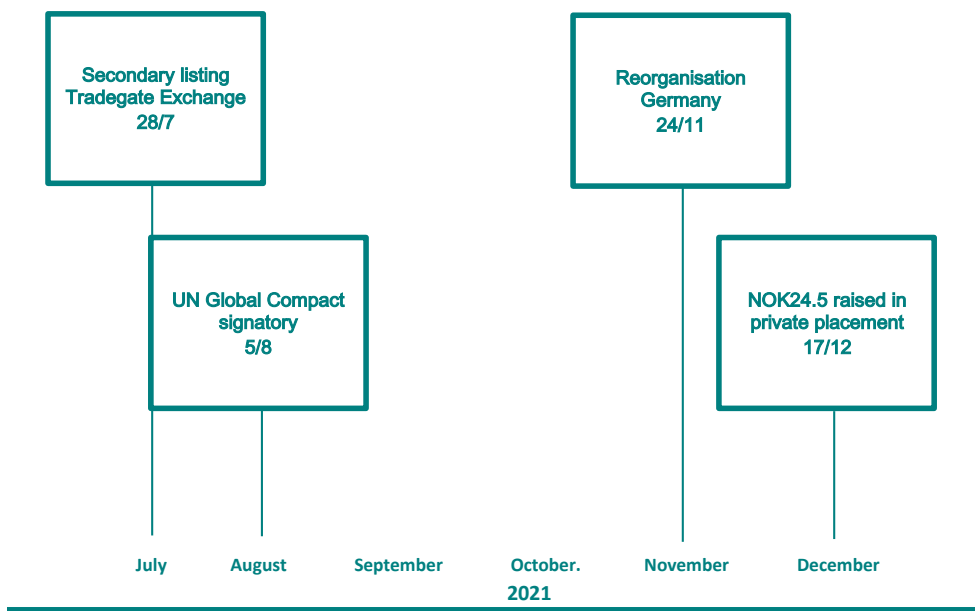 Secondary listing
Tradegate Exchange
28/7
Reorganisation
Germany
24/11
UN Global Compact
signatory
5/8
NOK24.5 raised in
private placement
17/12
July August September October. November December
2021